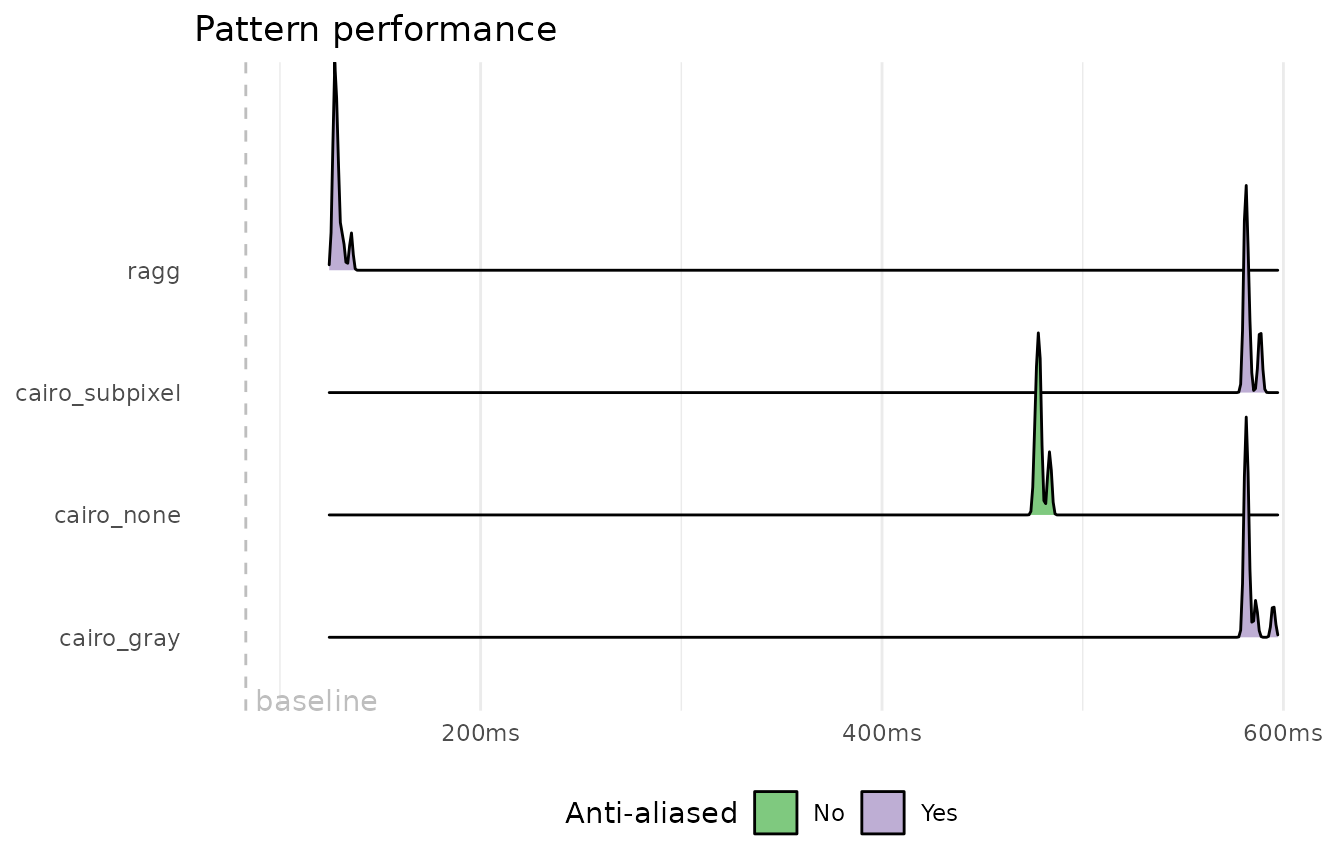 Pattern performance
ragg
cairo_subpixel
cairo_none
cairo_gray
baseline
200ms 400ms 600ms
Anti-aliased No Yes